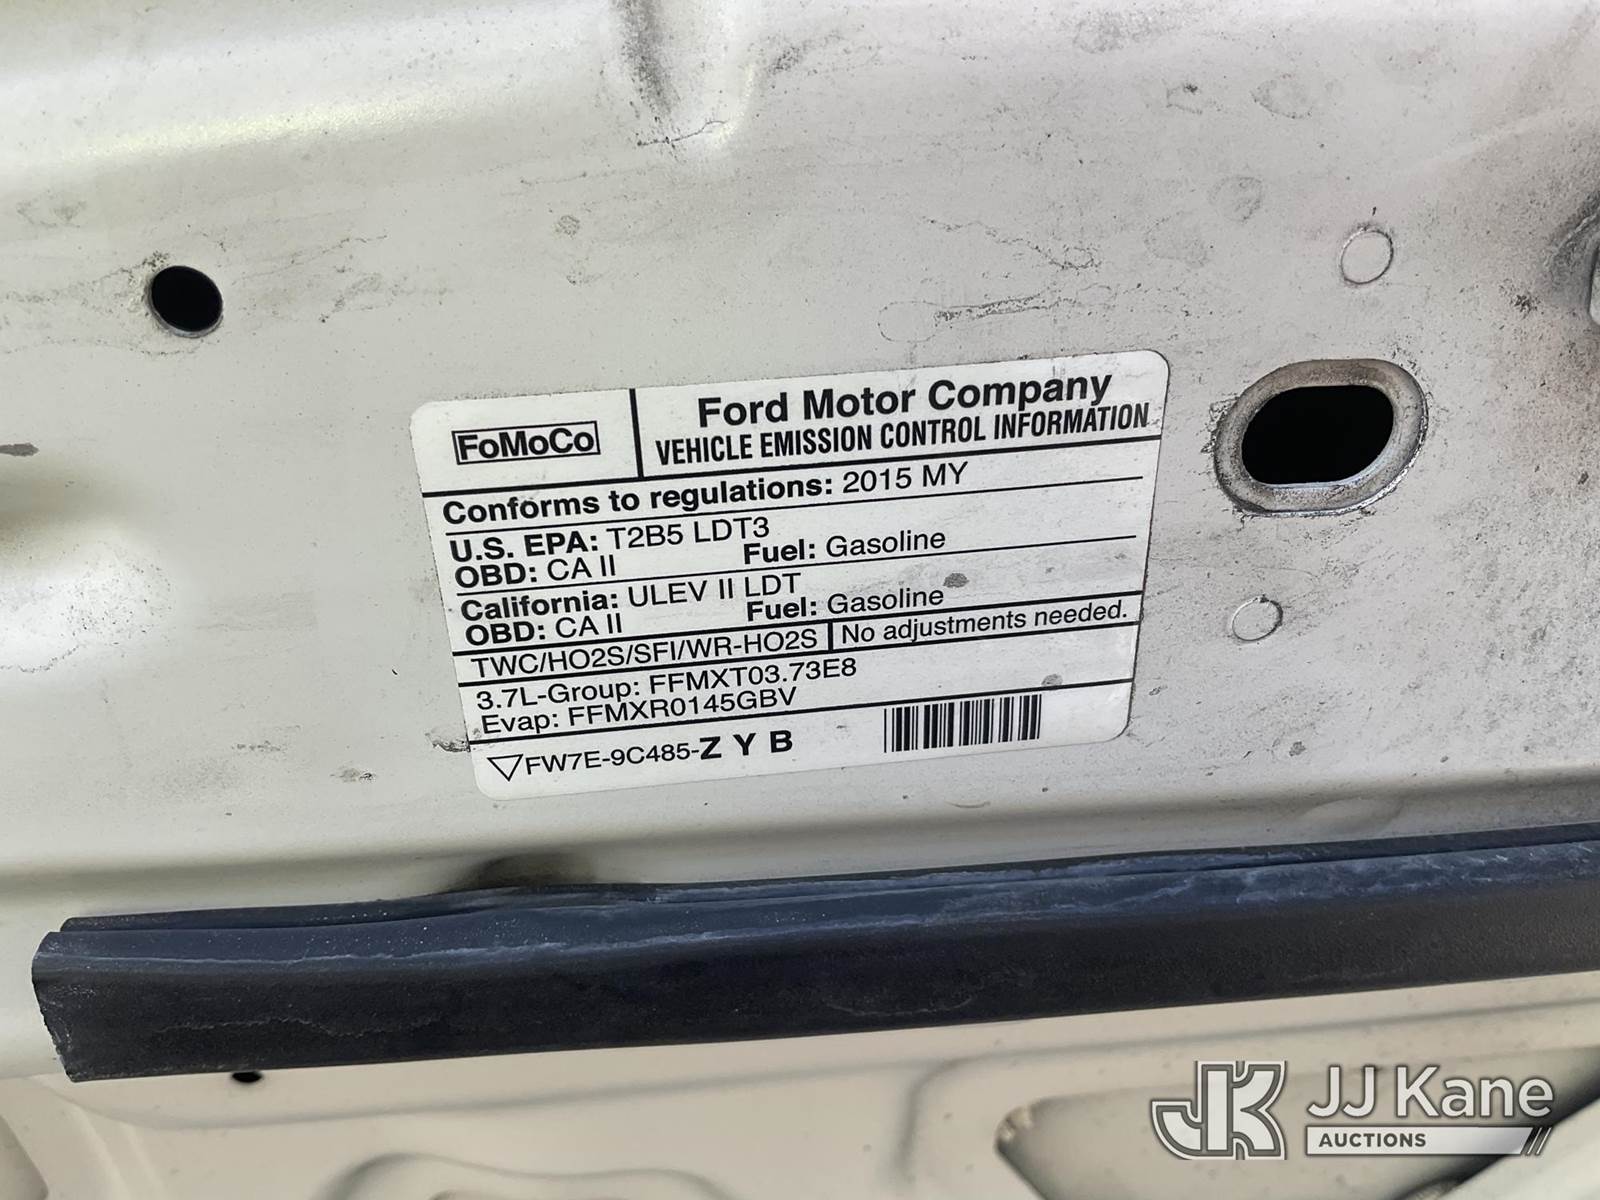 FoMoCo
Ford Motor Company
VEHICLE EMISSION CONTROL INFORMATION
Conforms to regulations: 2015 MY
U.S. EPA: T2B5 LDT3
OBD: CA II Fuel: Gasoline
California: ULEV II LDT
OBD: CA II Fuel: Gasoline
TWC/HO2S/SFI/WR-HO2S No adjustments needed.
3.7L-Group: FFMXT03.73E8
Evap: FFMXR0145GBV
FW7E-9C485-Z Y B
JK JJ Kane
AUCTIONS